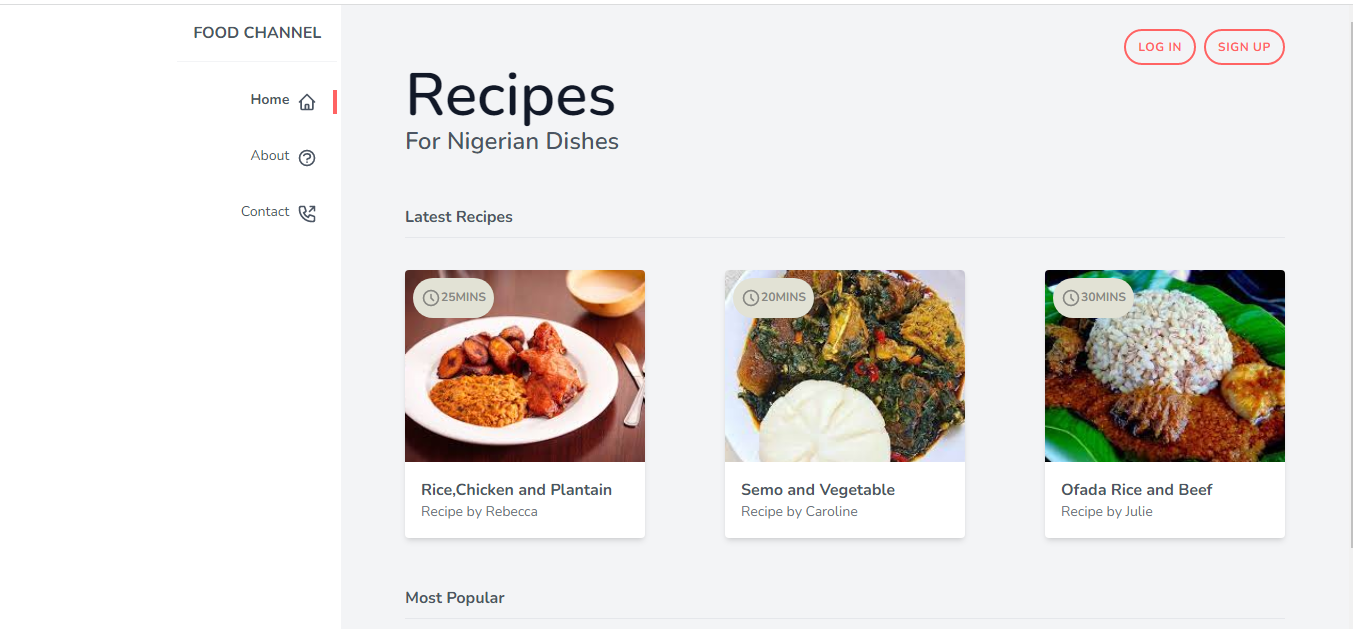 FOOD CHANNEL
Home
About
Contact
LOG IN
SIGN UP
Recipes
For Nigerian Dishes
Latest Recipes
25MINS
Rice,Chicken and Plantain
Recipe by Rebecca
20MINS
Semo and Vegetable
Recipe by Caroline
30MINS
Ofada Rice and Beef
Recipe by Julie
Most Popular